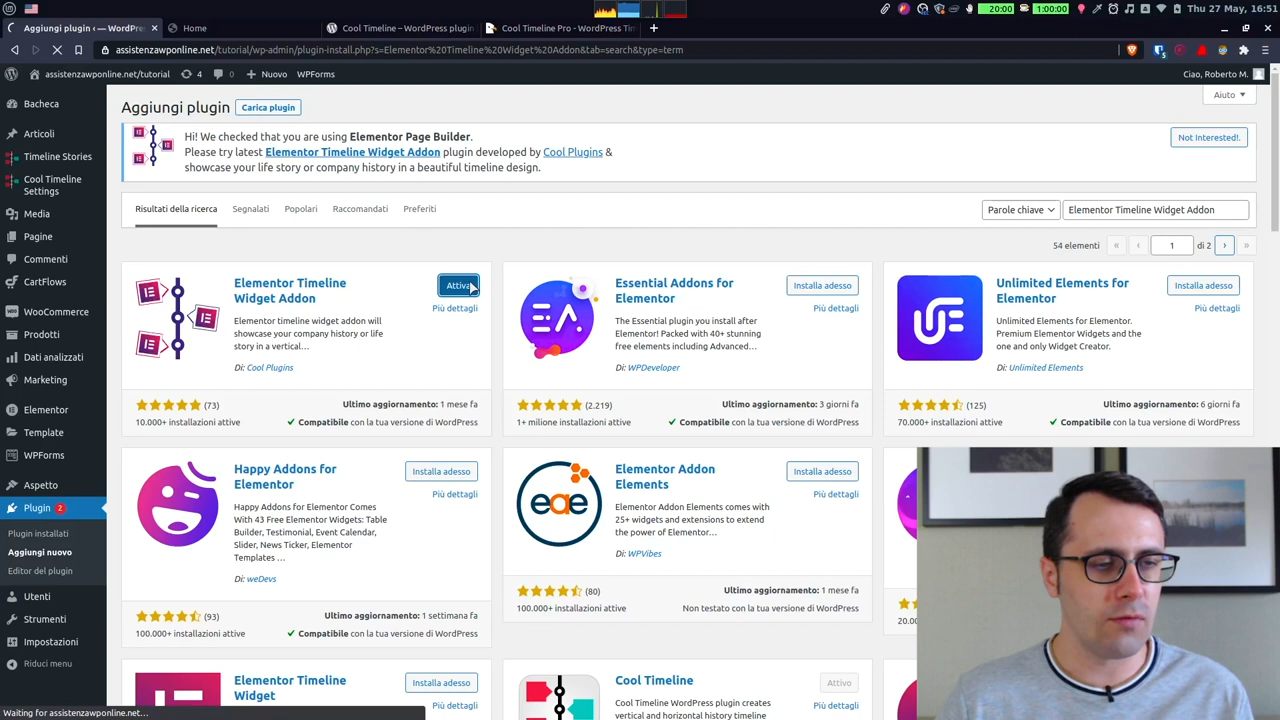 20:00
1:00:00
Thu 27 May, 16:51
Aggiungi plugin ‹ — WordPres
Home
Cool Timeline – WordPress plugin
Cool Timeline Pro - WordPress Tim
assistenzawponline.net/tutorial/wp-admin/plugin-install.php?s=Elementor%20Timeline%20Widget%20Addon&tab=search&type=term
assistenzawponline.net/tutorial
4
0
Nuovo
WPForms
Ciao, Roberto M.
Bacheca
Articoli
Timeline Stories
Cool Timeline
Settings
Media
Pagine
Commenti
CartFlows
WooCommerce
Prodotti
Dati analizzati
Marketing
Elementor
Template
WPForms
Aspetto
Plugin 2
Plugin installati
Aggiungi nuovo
Editor del plugin
Utenti
Strumenti
Impostazioni
Riduci menu
Aggiungi plugin
Carica plugin
Aiuto
Hi! We checked that you are using Elementor Page Builder.
Please try latest Elementor Timeline Widget Addon plugin developed by Cool Plugins &
showcase your life story or company history in a beautiful timeline design.
Not Interested!.
Risultati della ricerca
Segnalati
Popolari
Raccomandati
Preferiti
Parole chiave
Elementor Timeline Widget Addon
54 elementi
«
‹
1
di 2
›
»
Elementor Timeline
Widget Addon
Attiva
Più dettagli
Elementor timeline widget addon will
showcase your company history or life
story in a vertical…
Di: Cool Plugins
(73)
Ultimo aggiornamento: 1 mese fa
10.000+ installazioni attive
Compatibile con la tua versione di WordPress
Essential Addons for
Elementor
Installa adesso
Più dettagli
The Essential plugin you install after
Elementor! Packed with 40+ stunning
free elements including Advanced…
Di: WPDeveloper
(2.219)
Ultimo aggiornamento: 3 giorni fa
1+ milione installazioni attive
Compatibile con la tua versione di WordPress
Unlimited Elements for
Elementor
Installa adesso
Più dettagli
Unlimited Elements for Elementor.
Premium Elementor Widgets and the
one and only Widget Creator.
Di: Unlimited Elements
(125)
Ultimo aggiornamento: 6 giorni fa
70.000+ installazioni attive
Compatibile con la tua versione di WordPress
Happy Addons for
Elementor
Installa adesso
Più dettagli
Happy Addons for Elementor Comes
With 43 Free Elementor Widgets: Table
Builder, Testimonial, Event Calendar,
Slider, News Ticker, Elementor
Templates …
Di: weDevs
(93)
Ultimo aggiornamento: 1 settimana fa
100.000+ installazioni attive
Compatibile con la tua versione di WordPress
eae
Elementor Addon
Elements
Installa adesso
Più dettagli
Elementor Addon Elements comes with
25+ widgets and extensions to extend
the power of Elementor…
Di: WPVibes
(80)
Ultimo aggiornamento: 1 mese fa
100.000+ installazioni attive
Non testato con la tua versione di WordPress
20.00
Elementor Timeline
Widget
Installa adesso
Più dettagli
Cool Timeline
Attivo
Più dettagli
Cool Timeline WordPress plugin creates
vertical and horizontal history timeline
Waiting for assistenzawponline.net…